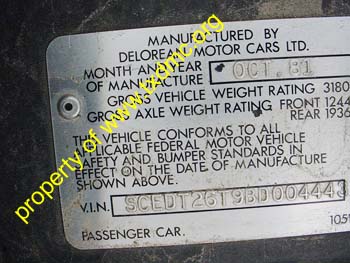 MANUFACTURED BY
DELOREAN MOTOR CARS LTD.
MONTH AND YEAR
OF MANUFACTURE OCT. 81
GROSS VEHICLE WEIGHT RATING 3180
GROSS AXLE WEIGHT RATING FRONT 1244
REAR 1936
THE VEHICLE CONFORMS TO ALL
APPLICABLE FEDERAL MOTOR VEHICLE
SAFETY AND BUMPER STANDARDS IN
EFFECT ON THE DATE OF MANUFACTURE
SHOWN ABOVE.
V.I.N. SCEDT26T9BD004443
PASSENGER CAR.
property of www.txdmc.org